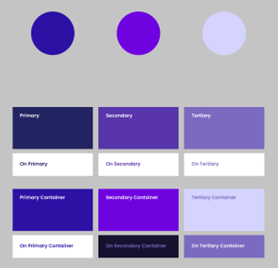 Primary
Secondary
Tertiary
On Primary
On Secondary
On Tertiary
Primary Container
Secondary Container
Tertiary Container
On Primary Container
On Secondary Container
On Tertiary Container